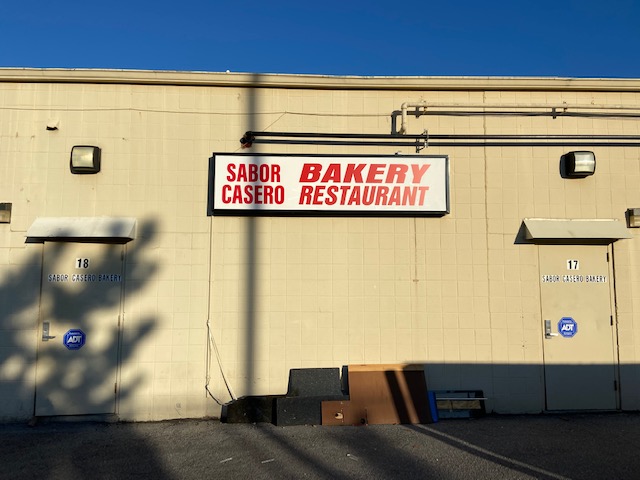 SABOR CASERO
BAKERY RESTAURANT
18
SABOR CASERO BAKERY
ADT
17
SABOR CASERO BAKERY
ADT